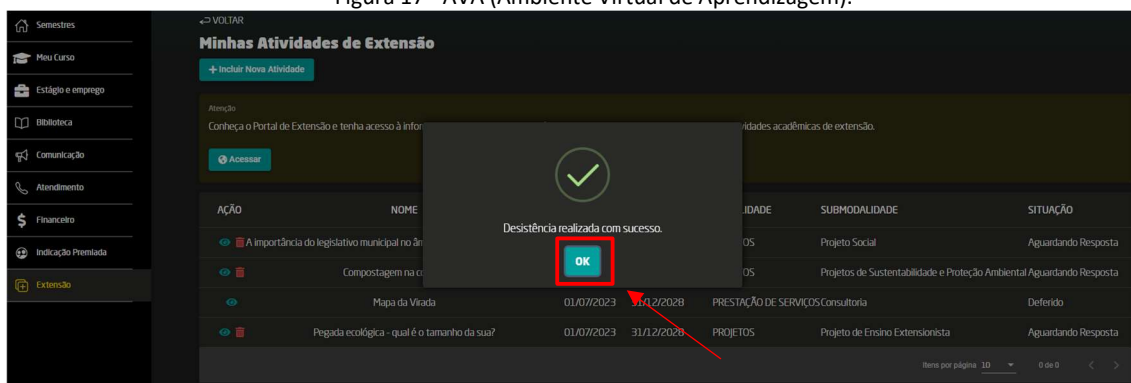 Figura 17 - AVA (Ambiente Virtual de Aprendizagem).
Semestres
Meu Curso
Estágio e emprego
Biblioteca
Comunicação
Atendimento
Financeiro
Indicação Premiada
Extensão
VOLTAR
Minhas Atividades de Extensão
+ Incluir Nova Atividade
Atenção
Conheça o Portal de Extensão e tenha acesso à infor vidades acadêmicas de extensão.
Acessar
AÇÃO NOME LIDADE SUBMODALIDADE SITUAÇÃO
A importância do legislativo municipal no âm TOS Projeto Social Aguardando Resposta
Compostagem na co OS Projetos de Sustentabilidade e Proteção Ambiental Aguardando Resposta
Mapa da Virada 01/07/2023 31/12/2028 PRESTAÇÃO DE SERVIÇOS Consultoria Deferido
Pegada ecológica - qual é o tamanho da sua? 01/07/2023 31/12/2028 PROJETOS Projeto de Ensino Extensionista Aguardando Resposta
Itens por página 10 0 de 0
Desistência realizada com sucesso.
OK